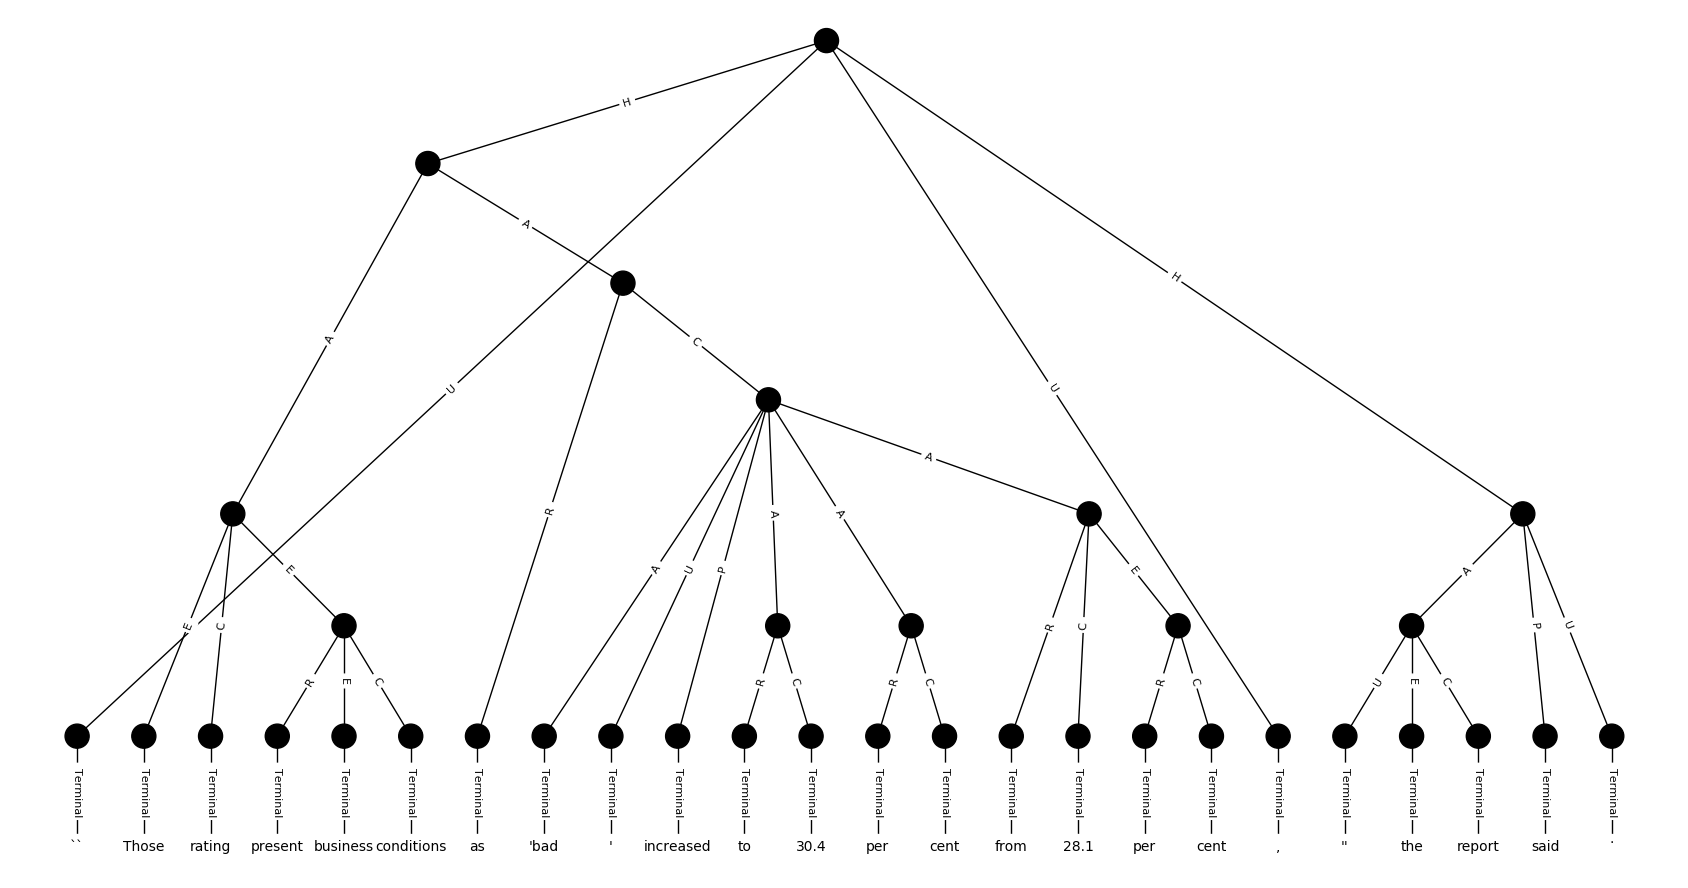 H
A
H
C
A
U
U
A
R
A
A
A
U
P
E
R
E
A
E
C
C
P
U
R
E
C
R
C
R
C
R
C
U
E
C
Terminal Terminal Terminal Terminal Terminal Terminal Terminal Terminal Terminal Terminal Terminal Terminal Terminal Terminal Terminal Terminal Terminal Terminal Terminal Terminal Terminal Terminal Terminal Terminal
`` Those rating present business conditions as 'bad ' increased to 30.4 per cent from 28.1 per cent , " the report said .